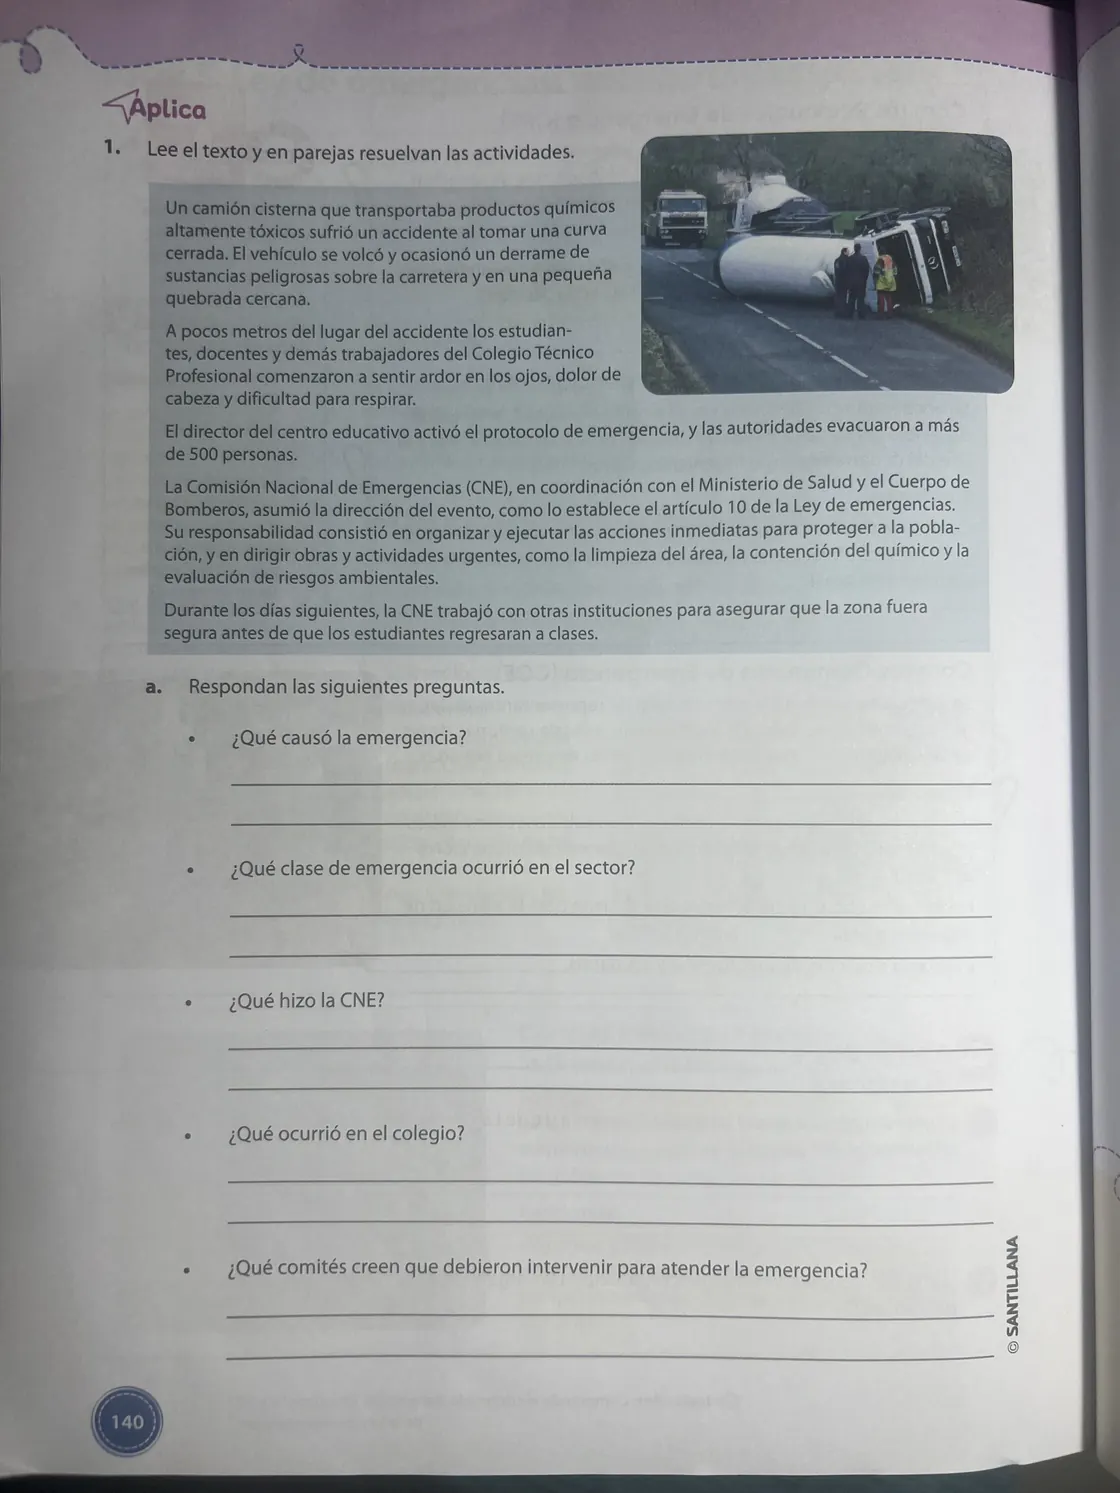 Aplica
1. Lee el texto y en parejas resuelvan las actividades.
Un camión cisterna que transportaba productos químicos
altamente tóxicos sufrió un accidente al tomar una curva
cerrada. El vehículo se volcó y ocasionó un derrame de
sustancias peligrosas sobre la carretera y en una pequeña
quebrada cercana.
A pocos metros del lugar del accidente los estudian-
tes, docentes y demás trabajadores del Colegio Técnico
Profesional comenzaron a sentir ardor en los ojos, dolor de
cabeza y dificultad para respirar.
El director del centro educativo activó el protocolo de emergencia, y las autoridades evacuaron a más
de 500 personas.
La Comisión Nacional de Emergencias (CNE), en coordinación con el Ministerio de Salud y el Cuerpo de
Bomberos, asumió la dirección del evento, como lo establece el artículo 10 de la Ley de emergencias.
Su responsabilidad consistió en organizar y ejecutar las acciones inmediatas para proteger a la pobla-
ción, y en dirigir obras y actividades urgentes, como la limpieza del área, la contención del químico y la
evaluación de riesgos ambientales.
Durante los días siguientes, la CNE trabajó con otras instituciones para asegurar que la zona fuera
segura antes de que los estudiantes regresaran a clases.
a. Respondan las siguientes preguntas.
• ¿Qué causó la emergencia?
• ¿Qué clase de emergencia ocurrió en el sector?
• ¿Qué hizo la CNE?
• ¿Qué ocurrió en el colegio?
• ¿Qué comités creen que debieron intervenir para atender la emergencia?
© SANTILLANA
140